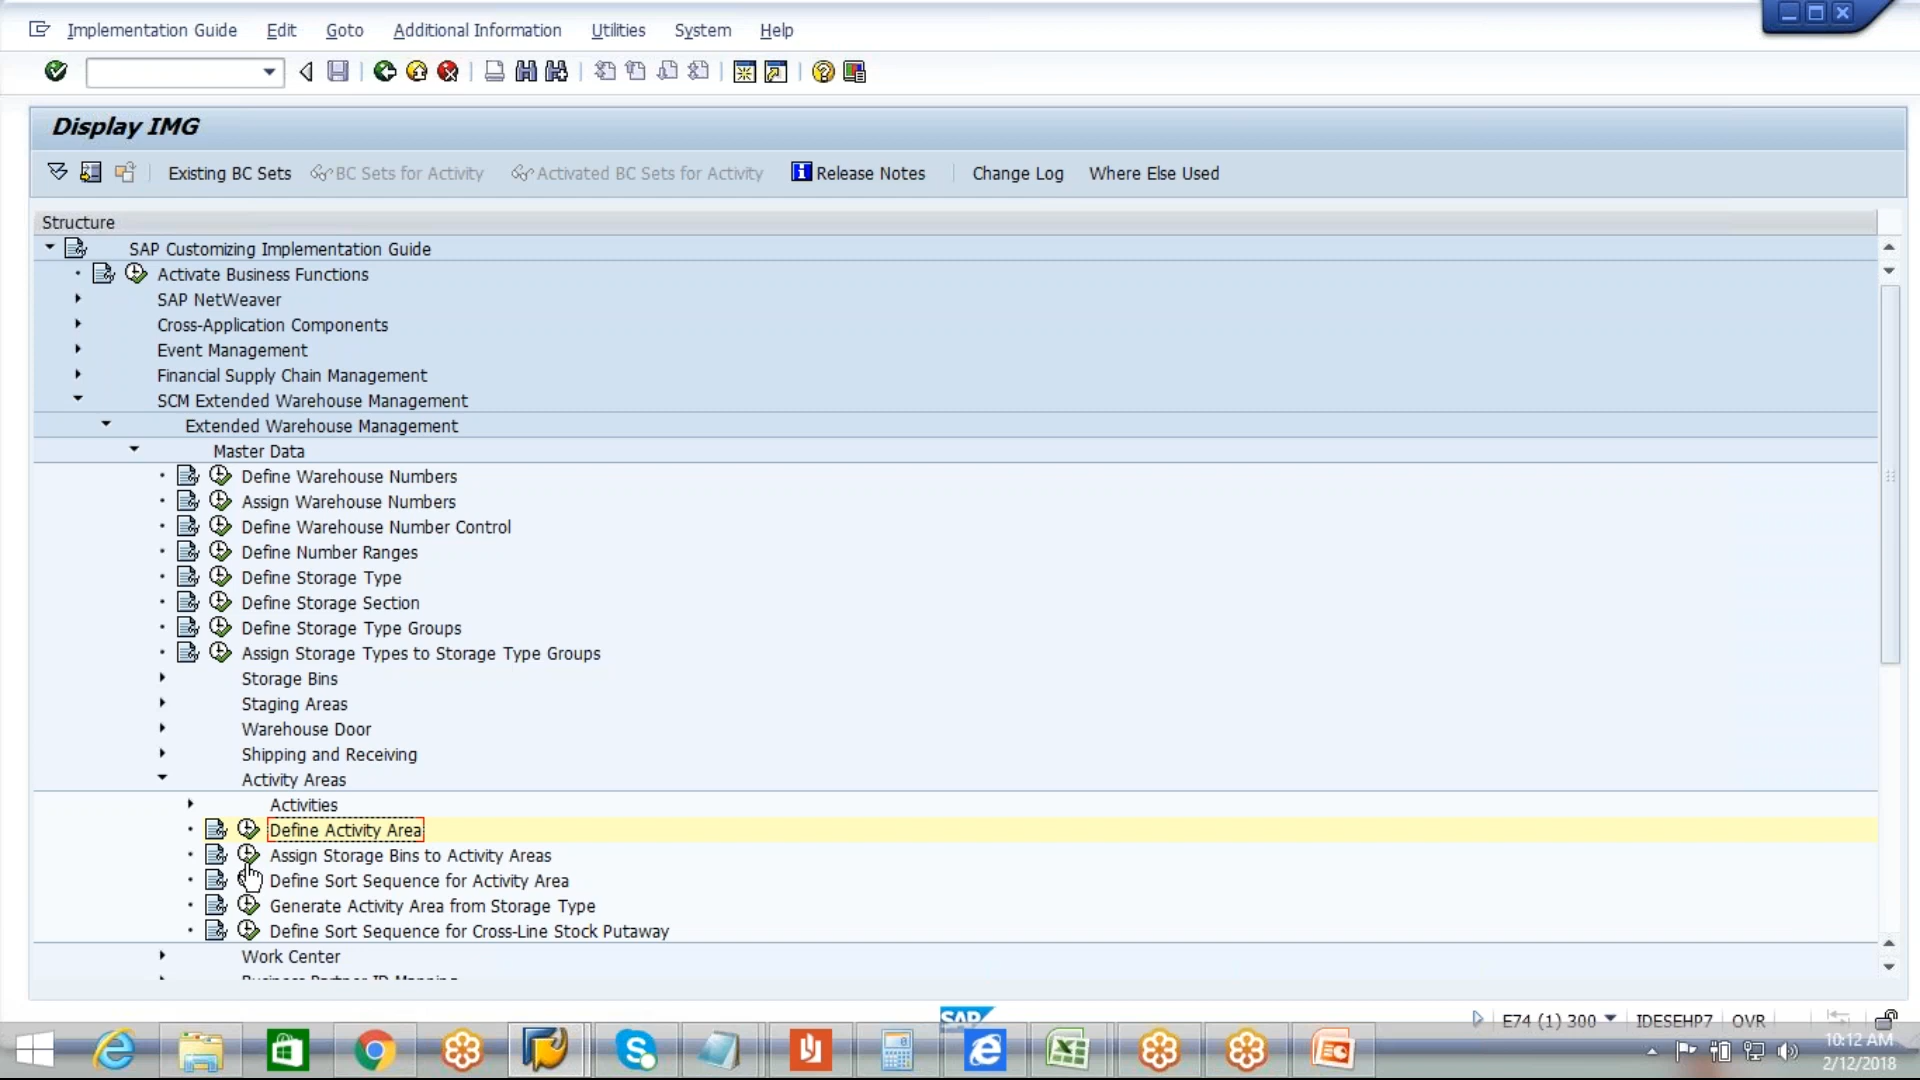 Implementation Guide Edit Goto Additional Information Utilities System Help
Display IMG
Existing BC Sets BC Sets for Activity Activated BC Sets for Activity Release Notes Change Log Where Else Used
Structure
SAP Customizing Implementation Guide
Activate Business Functions
SAP NetWeaver
Cross-Application Components
Event Management
Financial Supply Chain Management
SCM Extended Warehouse Management
Extended Warehouse Management
Master Data
Define Warehouse Numbers
Assign Warehouse Numbers
Define Warehouse Number Control
Define Number Ranges
Define Storage Type
Define Storage Section
Define Storage Type Groups
Assign Storage Types to Storage Type Groups
Storage Bins
Staging Areas
Warehouse Door
Shipping and Receiving
Activity Areas
Activities
Define Activity Area
Assign Storage Bins to Activity Areas
Define Sort Sequence for Activity Area
Generate Activity Area from Storage Type
Define Sort Sequence for Cross-Line Stock Putaway
Work Center
Business Partner ID Mapping
SAP
E74 (1) 300 IDESEHP7 OVR
10:12 AM
2/12/2018